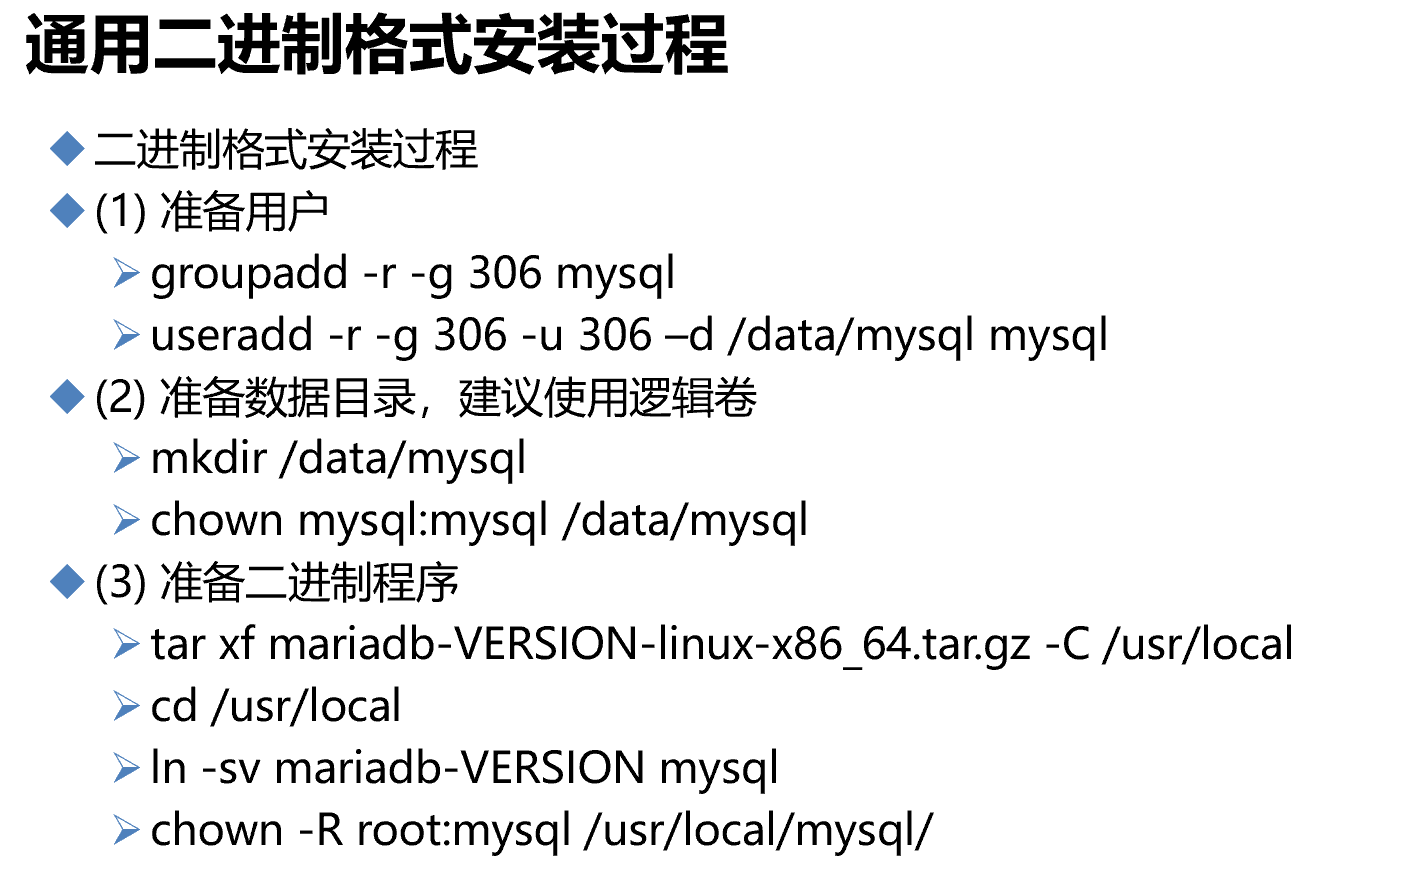 通用二进制格式安装过程
二进制格式安装过程
(1) 准备用户
groupadd -r -g 306 mysql
useradd -r -g 306 -u 306 –d /data/mysql mysql
(2) 准备数据目录，建议使用逻辑卷
mkdir /data/mysql
chown mysql:mysql /data/mysql
(3) 准备二进制程序
tar xf mariadb-VERSION-linux-x86_64.tar.gz -C /usr/local
cd /usr/local
ln -sv mariadb-VERSION mysql
chown -R root:mysql /usr/local/mysql/